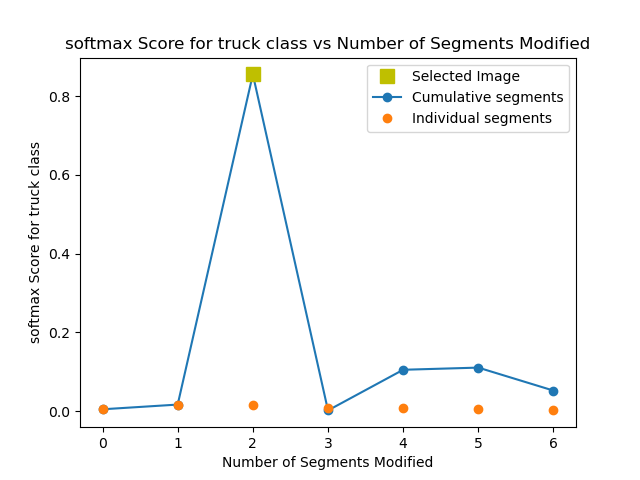 softmax Score for truck class vs Number of Segments Modified
Selected Image
Cumulative segments
Individual segments
softmax Score for truck class
0.8
0.6
0.4
0.2
0.0
0 1 2 3 4 5 6
Number of Segments Modified